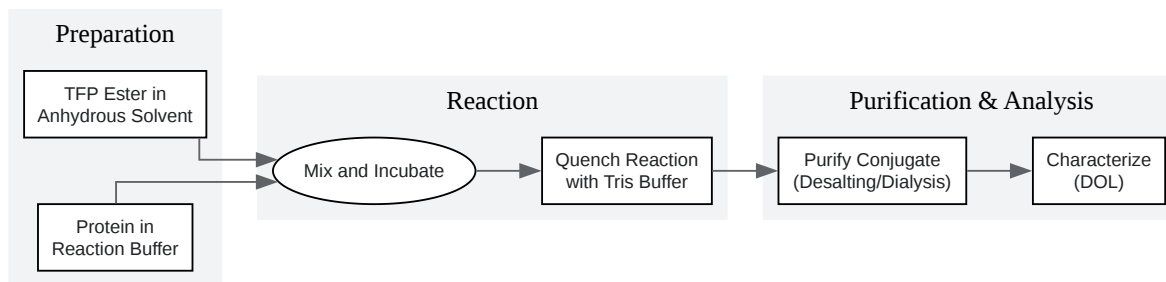 Preparation
TFP Ester in
Anhydrous Solvent
Protein in
Reaction Buffer
Reaction
Mix and Incubate
Quench Reaction
with Tris Buffer
Purification & Analysis
Purify Conjugate
(Desalting/Dialysis)
Characterize
(DOL)